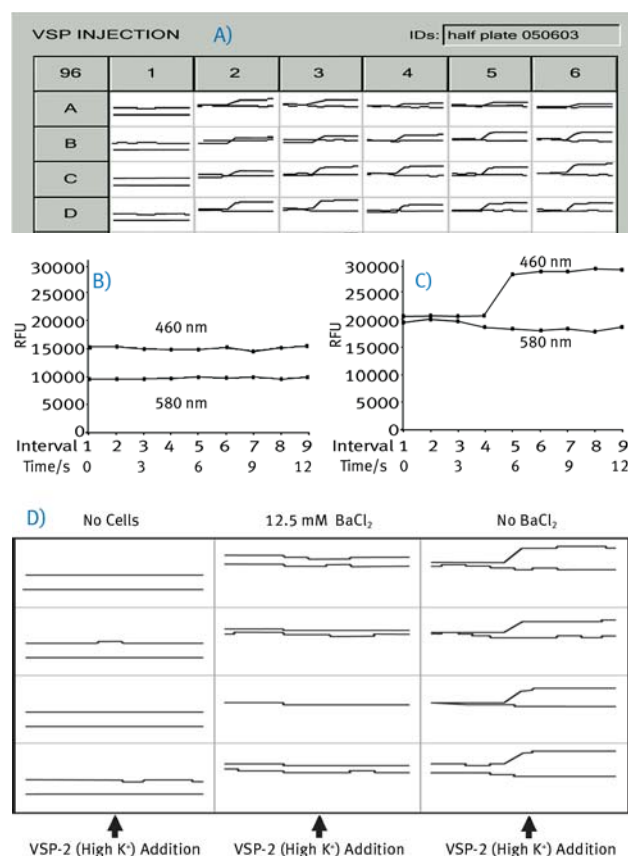 VSP INJECTION A) IDs: half plate 050603
96 1 2 3 4 5 6
A
B
C
D
B)
30000
25000
20000
15000
10000
5000
0
RFU
460 nm
580 nm
Interval 1 2 3 4 5 6 7 8 9
Time/s 0 3 6 9 12
C)
30000
25000
20000
15000
10000
5000
0
RFU
460 nm
580 nm
Interval 1 2 3 4 5 6 7 8 9
Time/s 0 3 6 9 12
D)
No Cells 12.5 mM BaCl₂ No BaCl₂
VSP-2 (High K⁺) Addition VSP-2 (High K⁺) Addition VSP-2 (High K⁺) Addition